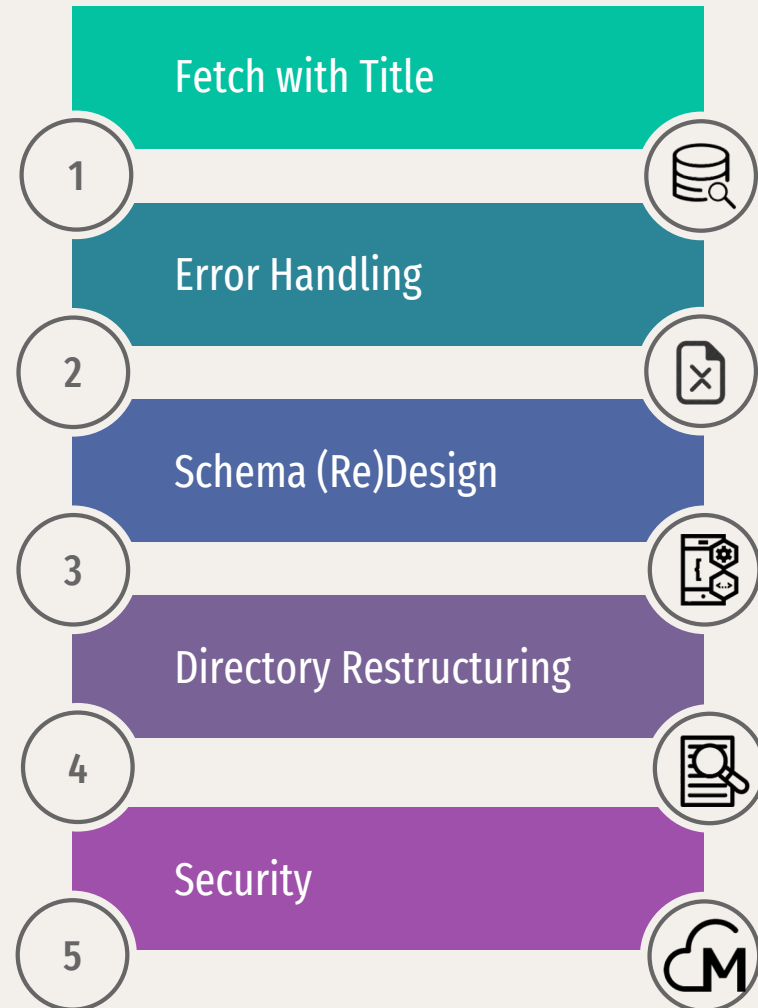 Fetch with Title
1
Error Handling
2
Schema (Re)Design
3
Directory Restructuring
4
Security
5
M